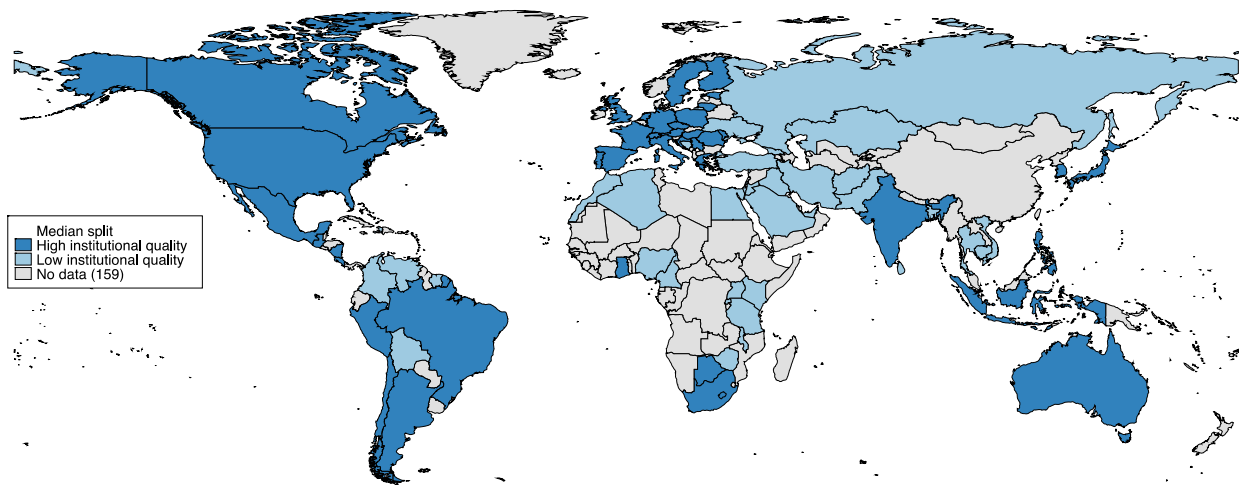 Median split
High institutional quality
Low institutional quality
No data (159)